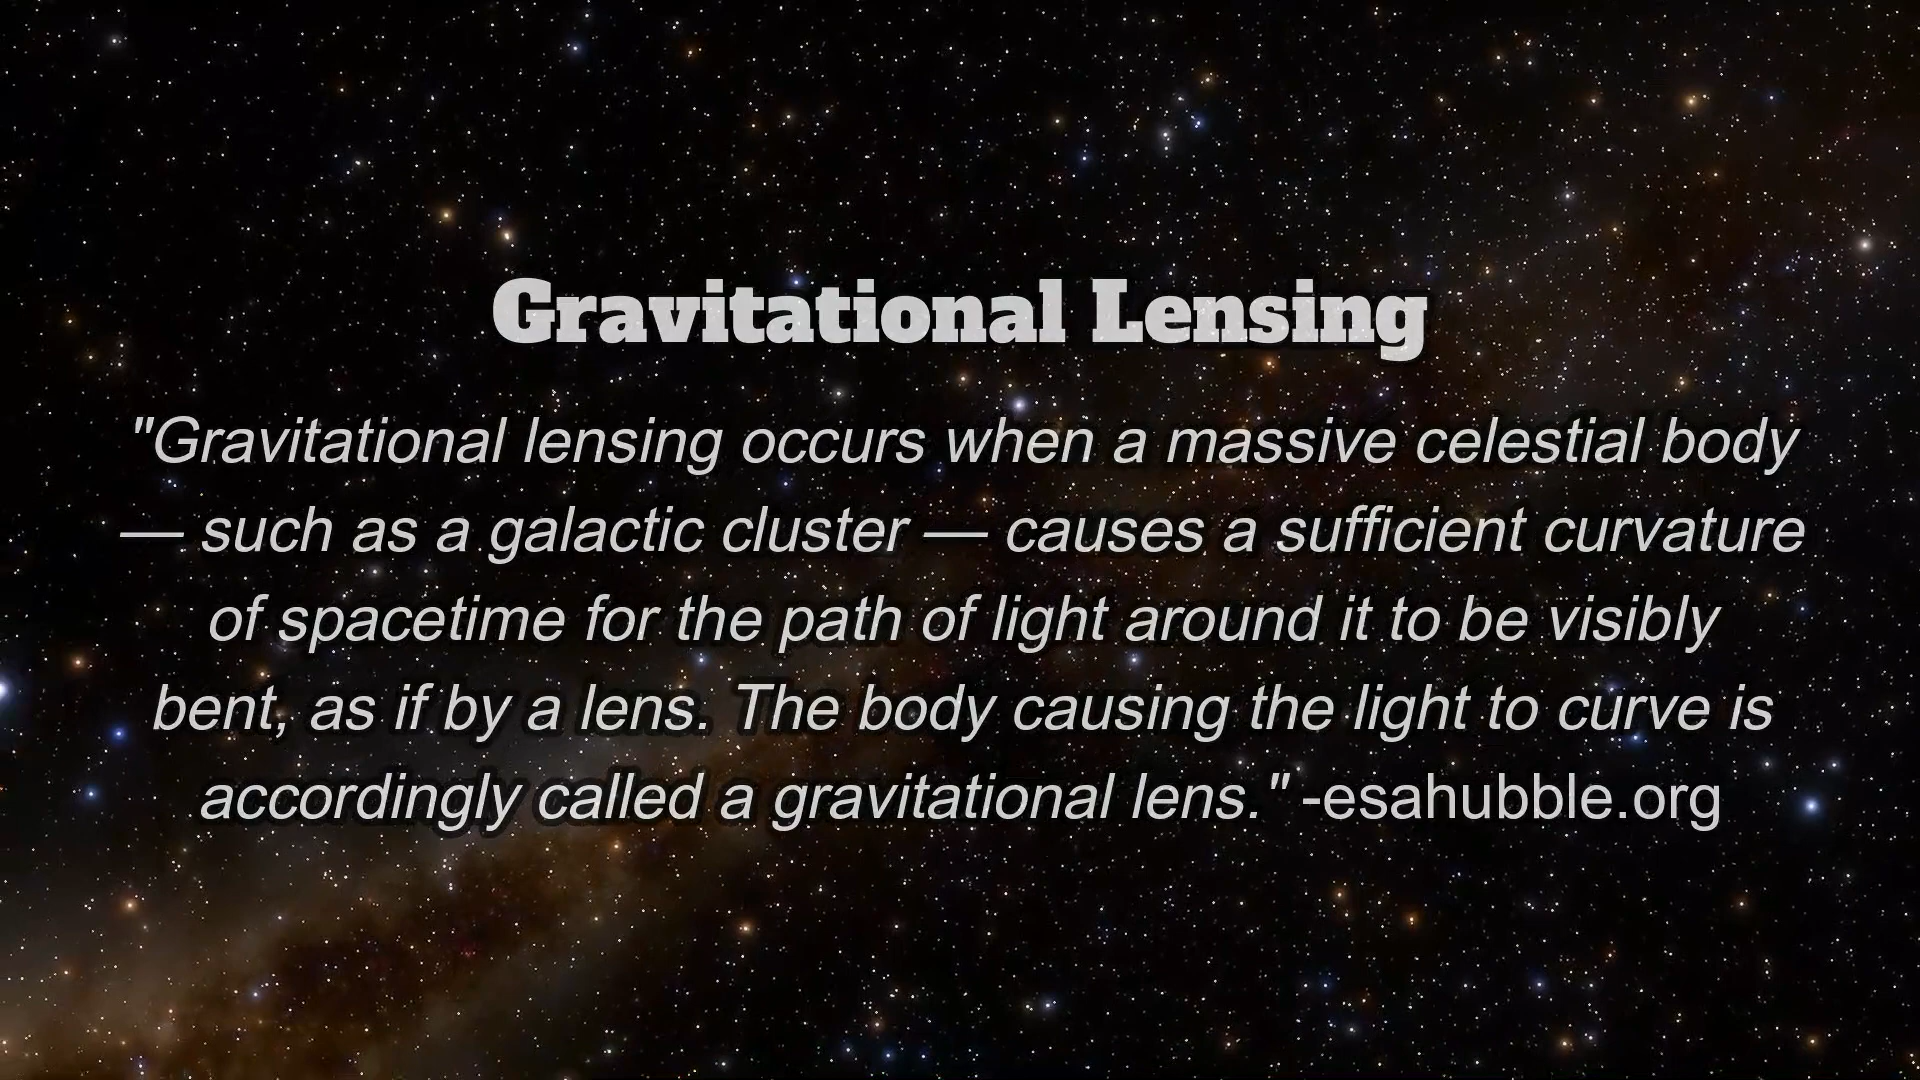 Gravitational Lensing
"Gravitational lensing occurs when a massive celestial body
— such as a galactic cluster — causes a sufficient curvature
of spacetime for the path of light around it to be visibly
bent, as if by a lens. The body causing the light to curve is
accordingly called a gravitational lens." -esahubble.org